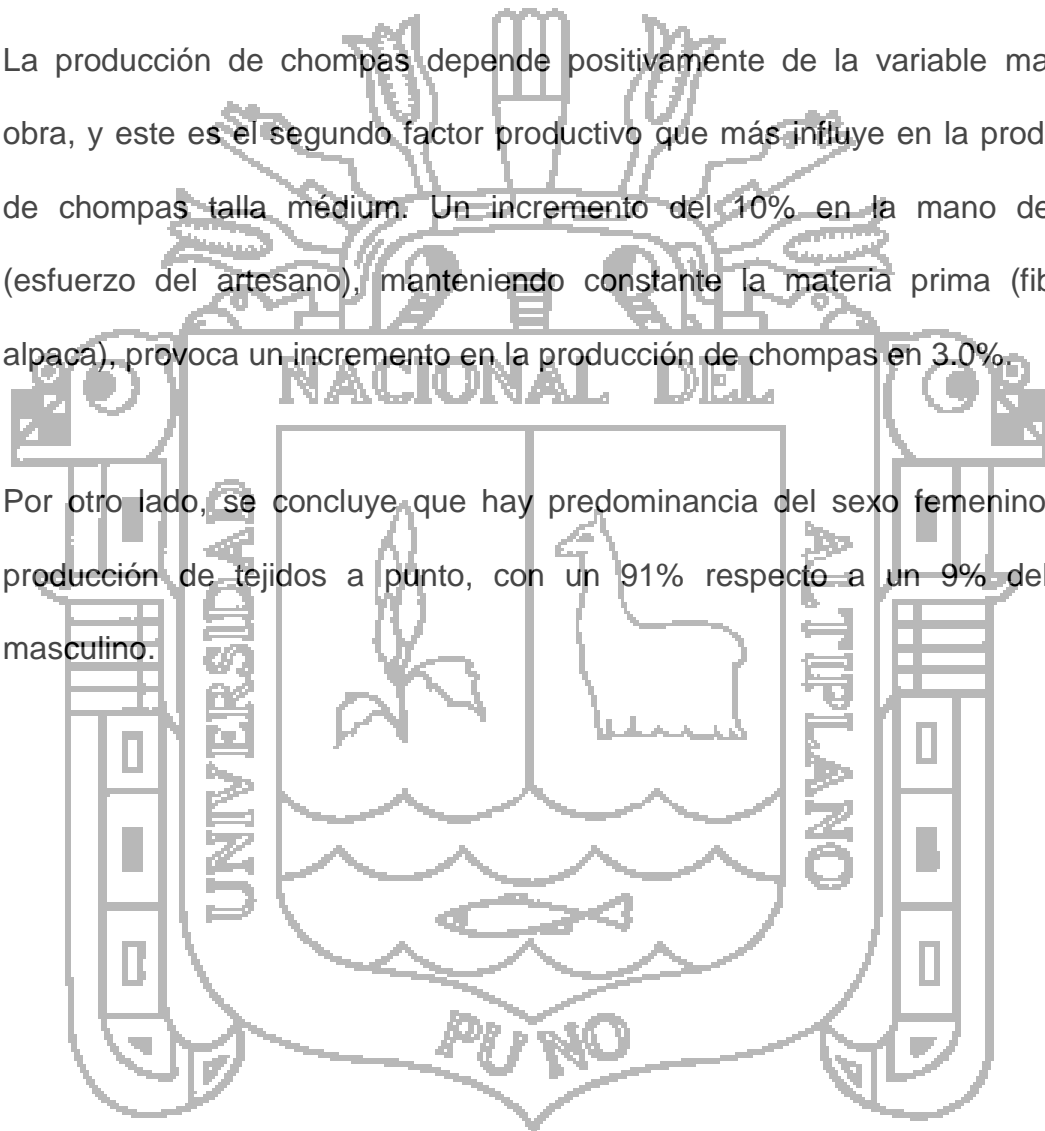 La producción de chompas depende positivamente de la variable ma
obra, y este es el segundo factor productivo que más influye en la prod
de chompas talla médium. Un incremento del 10% en la mano de
(esfuerzo del artesano), manteniendo constante la materia prima (fib
alpaca), provoca un incremento en la producción de chompas en 3.0%.
NACIONAL DEL
Por otro lado, se concluye que hay predominancia del sexo femenino
producción de tejidos a punto, con un 91% respecto a un 9% del
masculino.
UNIVERSIDAD
ALTIPLANO
PUNO